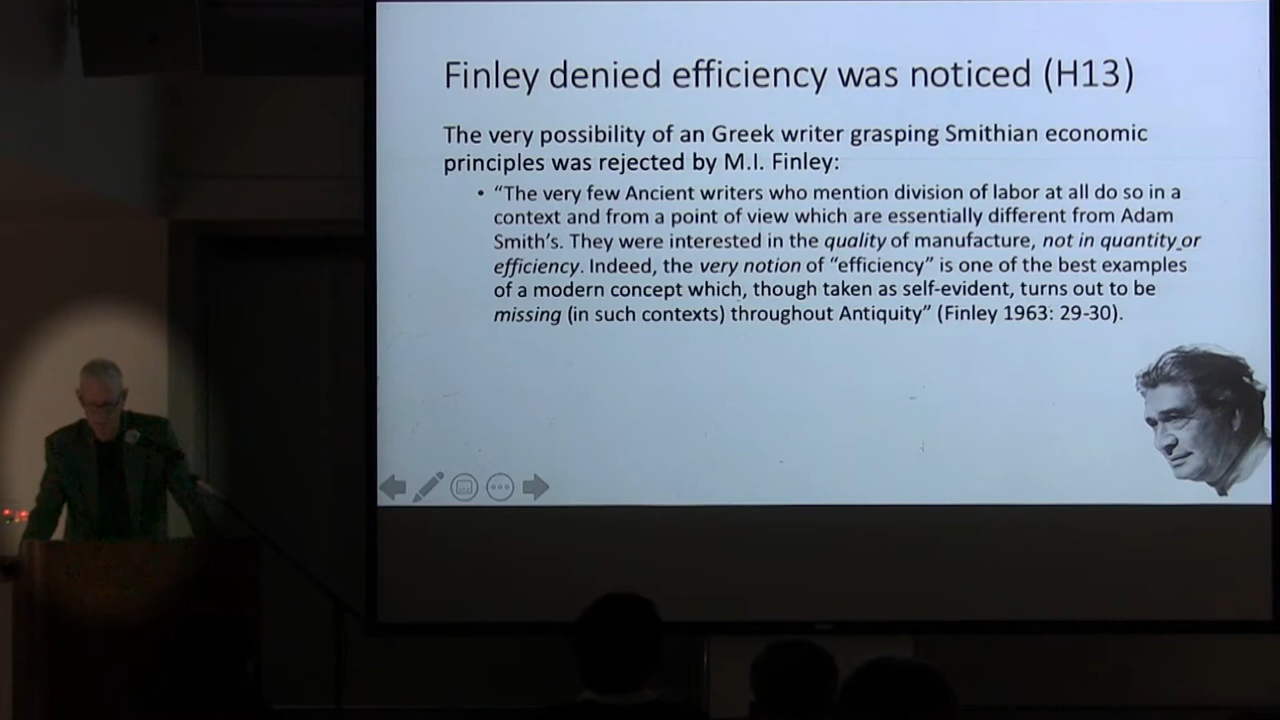 Finley denied efficiency was noticed (H13)
The very possibility of an Greek writer grasping Smithian economic
principles was rejected by M.I. Finley:
• “The very few Ancient writers who mention division of labor at all do so in a
context and from a point of view which are essentially different from Adam
Smith’s. They were interested in the quality of manufacture, not in quantity or
efficiency. Indeed, the very notion of “efficiency” is one of the best examples
of a modern concept which, though taken as self-evident, turns out to be
missing (in such contexts) throughout Antiquity” (Finley 1963: 29-30).